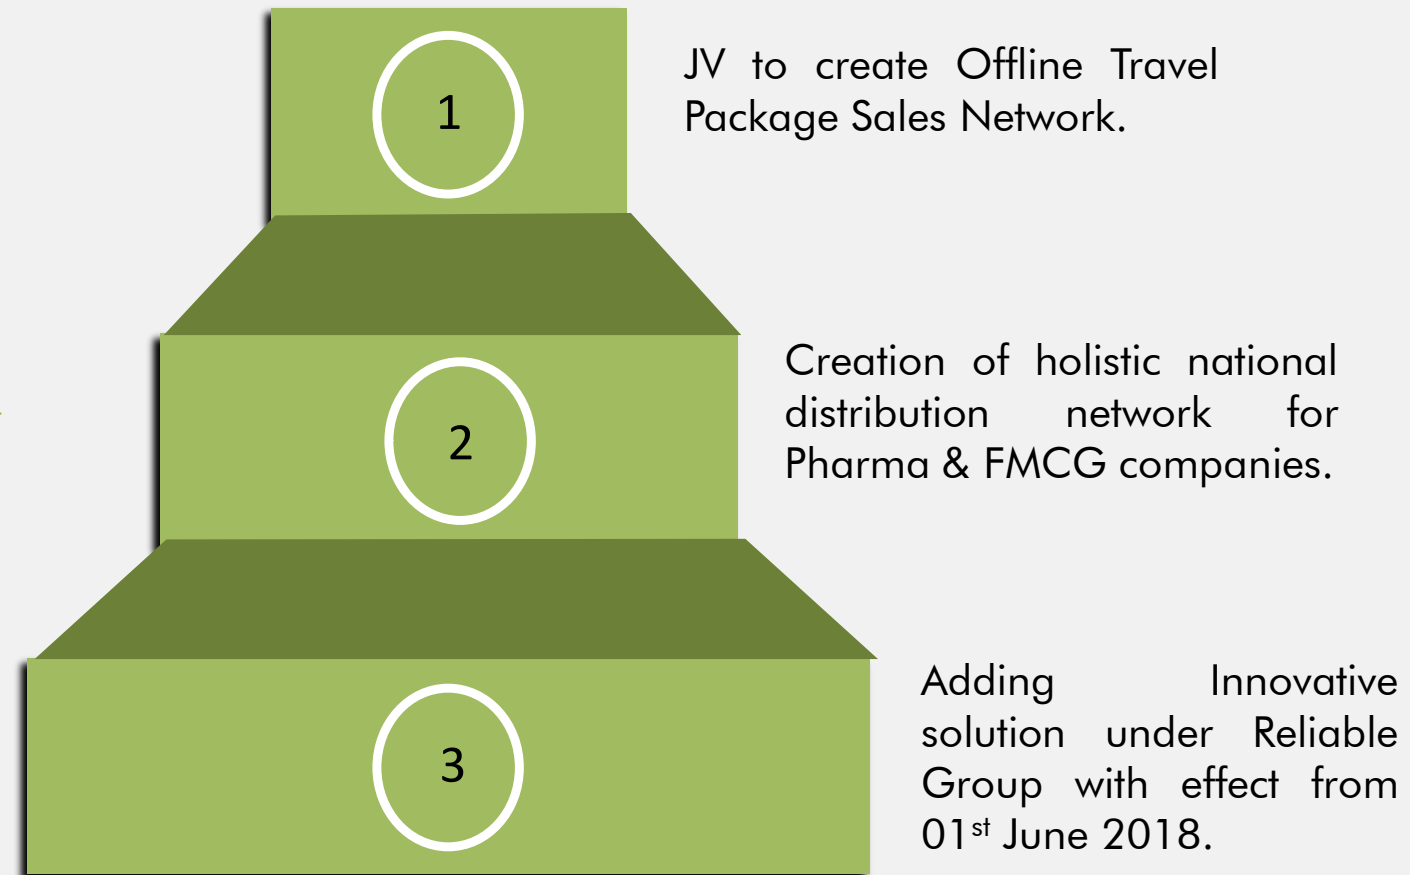 1
JV to create Offline Travel
Package Sales Network.
2
Creation of holistic national
distribution network for
Pharma & FMCG companies.
3
Adding Innovative
solution under Reliable
Group with effect from
01st June 2018.